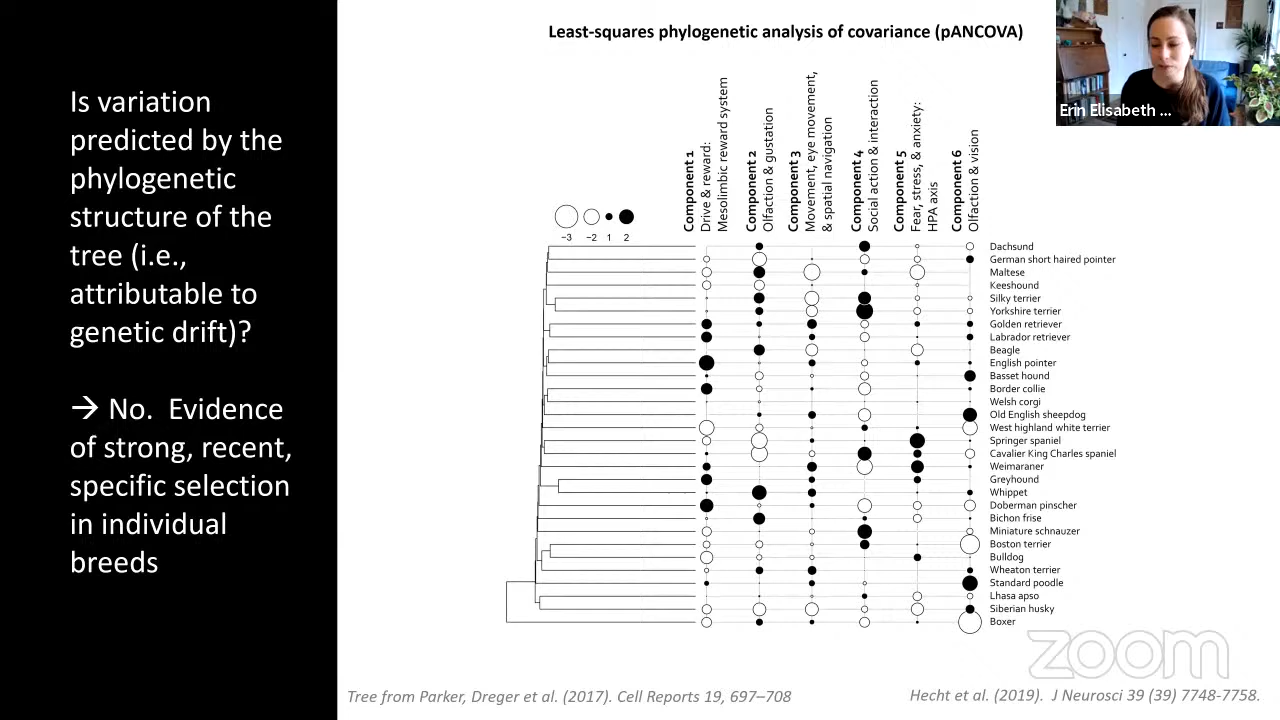 Is variation
predicted by the
phylogenetic
structure of the
tree (i.e.,
attributable to
genetic drift)?
→ No.  Evidence
of strong, recent,
specific selection
in individual
breeds
Least-squares phylogenetic analysis of covariance (pANCOVA)
Erin Elisabeth ...
Component 1
Drive & reward:
Mesolimbic reward system
Component 2
Olfaction & gustation
Component 3
Movement, eye movement,
& spatial navigation
Component 4
Social action & interaction
Component 5
Fear, stress, & anxiety:
HPA axis
Component 6
Olfaction & vision
−3 −2 1 2
Dachsund
German short haired pointer
Maltese
Keeshound
Silky terrier
Yorkshire terrier
Golden retriever
Labrador retriever
Beagle
English pointer
Basset hound
Border collie
Welsh corgi
Old English sheepdog
West highland white terrier
Springer spaniel
Cavalier King Charles spaniel
Weimaraner
Greyhound
Whippet
Doberman pinscher
Bichon frise
Miniature schnauzer
Boston terrier
Bulldog
Wheaton terrier
Standard poodle
Lhasa apso
Siberian husky
Boxer
zoom
Tree from Parker, Dreger et al. (2017). Cell Reports 19, 697–708
Hecht et al. (2019).  J Neurosci 39 (39) 7748-7758.